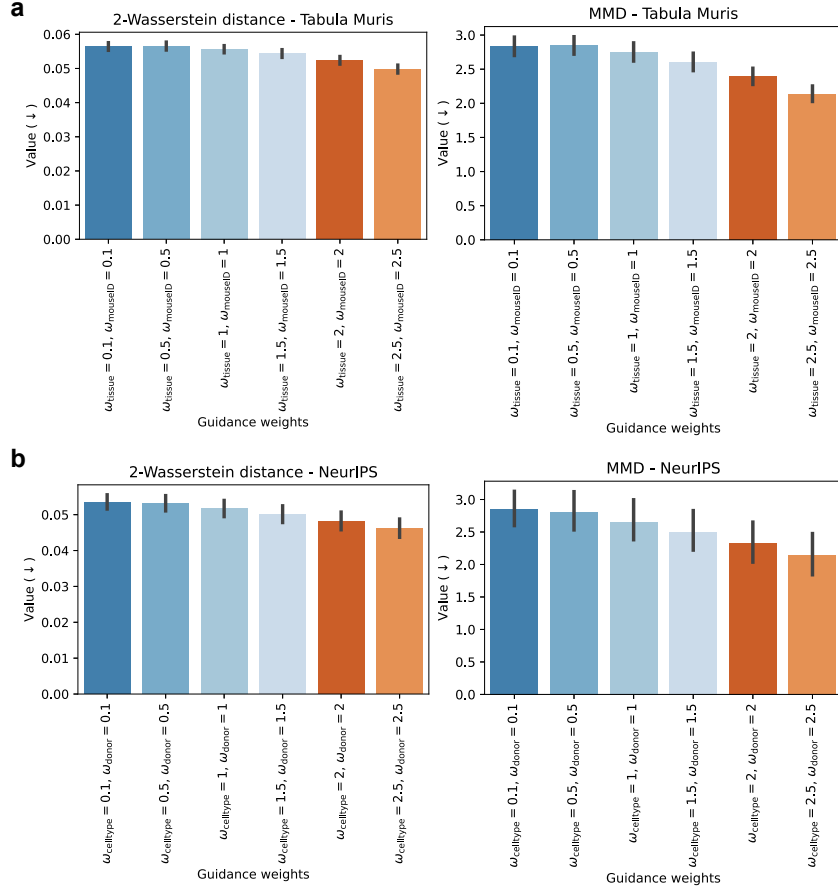 a
2-Wasserstein distance - Tabula Muris
Value (↓)
0.06
0.05
0.04
0.03
0.02
0.01
0.00
ω_tissue = 0.1, ω_mouseID = 0.1
ω_tissue = 0.5, ω_mouseID = 0.5
ω_tissue = 1, ω_mouseID = 1
ω_tissue = 1.5, ω_mouseID = 1.5
ω_tissue = 2, ω_mouseID = 2
ω_tissue = 2.5, ω_mouseID = 2.5
Guidance weights
MMD - Tabula Muris
Value (↓)
3.0
2.5
2.0
1.5
1.0
0.5
0.0
ω_tissue = 0.1, ω_mouseID = 0.1
ω_tissue = 0.5, ω_mouseID = 0.5
ω_tissue = 1, ω_mouseID = 1
ω_tissue = 1.5, ω_mouseID = 1.5
ω_tissue = 2, ω_mouseID = 2
ω_tissue = 2.5, ω_mouseID = 2.5
Guidance weights
b
2-Wasserstein distance - NeurIPS
Value (↓)
0.05
0.04
0.03
0.02
0.01
0.00
ω_celltype = 0.1, ω_donor = 0.1
ω_celltype = 0.5, ω_donor = 0.5
ω_celltype = 1, ω_donor = 1
ω_celltype = 1.5, ω_donor = 1.5
ω_celltype = 2, ω_donor = 2
ω_celltype = 2.5, ω_donor = 2.5
Guidance weights
MMD - NeurIPS
Value (↓)
3.0
2.5
2.0
1.5
1.0
0.5
0.0
ω_celltype = 0.1, ω_donor = 0.1
ω_celltype = 0.5, ω_donor = 0.5
ω_celltype = 1, ω_donor = 1
ω_celltype = 1.5, ω_donor = 1.5
ω_celltype = 2, ω_donor = 2
ω_celltype = 2.5, ω_donor = 2.5
Guidance weights